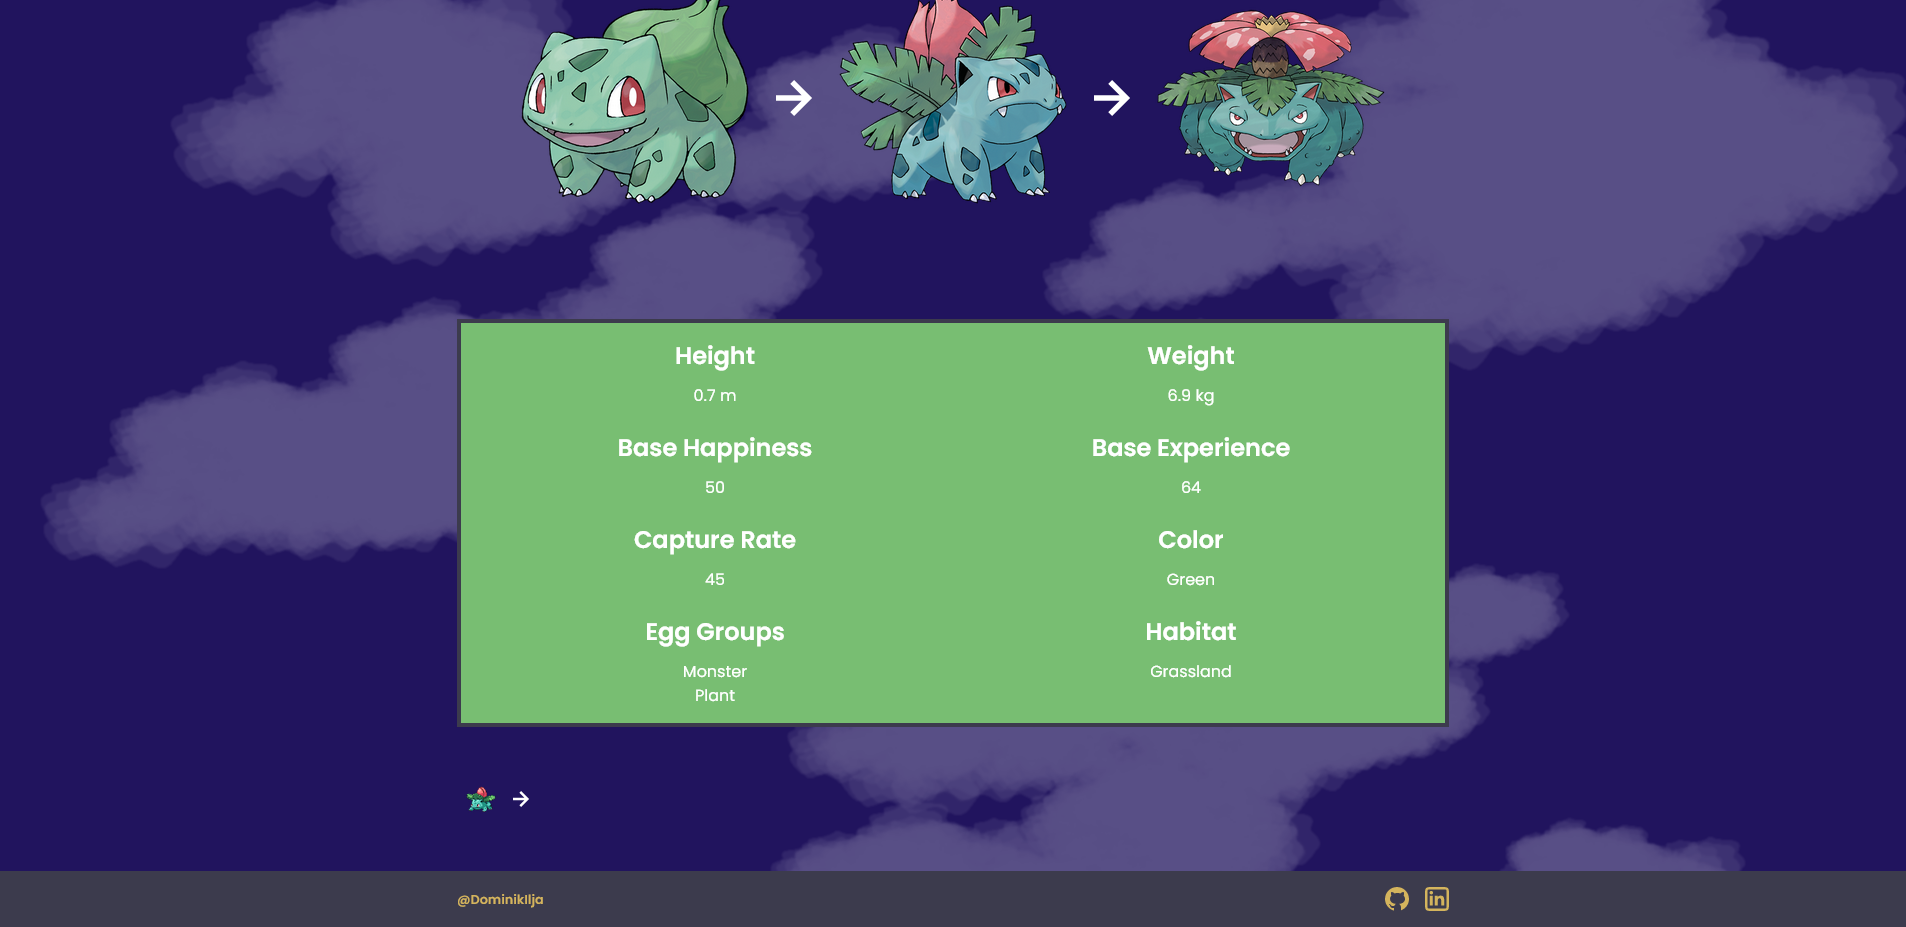 Height
Weight
0.7 m
6.9 kg
Base Happiness
Base Experience
50
64
Capture Rate
Color
45
Green
Egg Groups
Habitat
Monster
Grassland
Plant
@DominikIlja
in